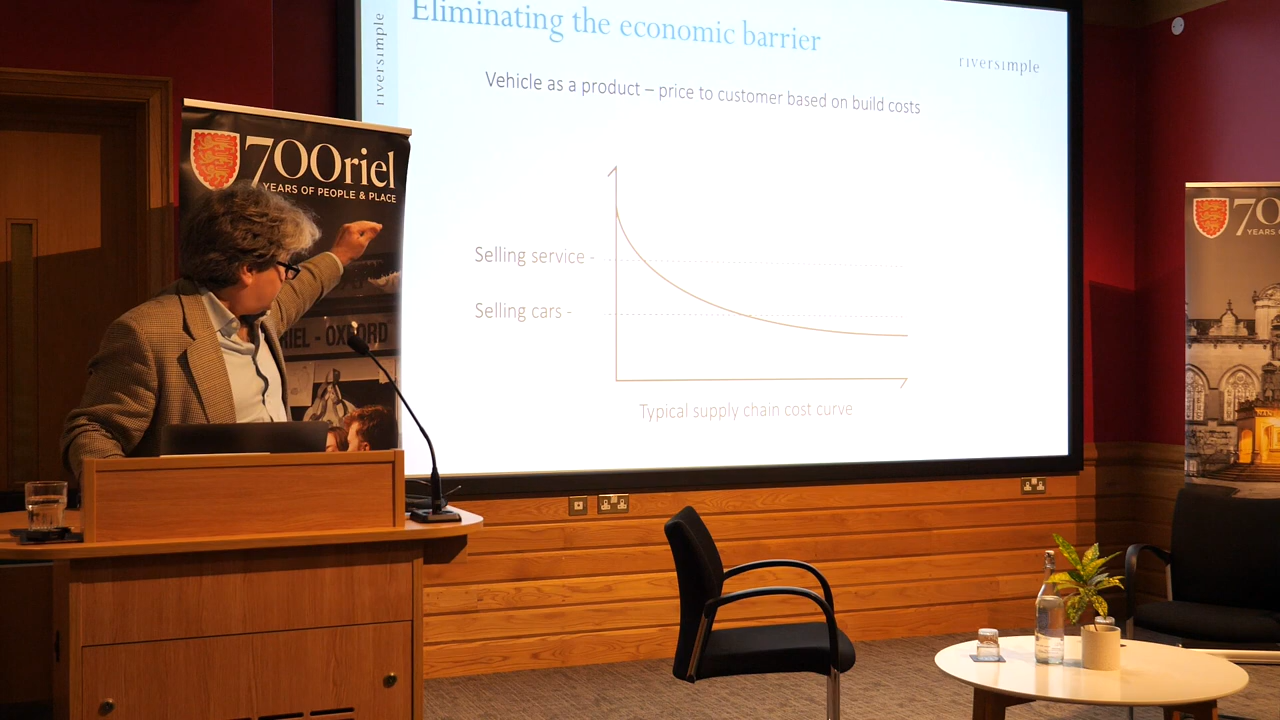 Eliminating the economic barrier
riversimple
riversimple
Vehicle as a product – price to customer based on build costs
Selling service -
Selling cars -
Typical supply chain cost curve
700riel
YEARS OF PEOPLE & PLACE
RIEL - OXFORD
70
YEARS